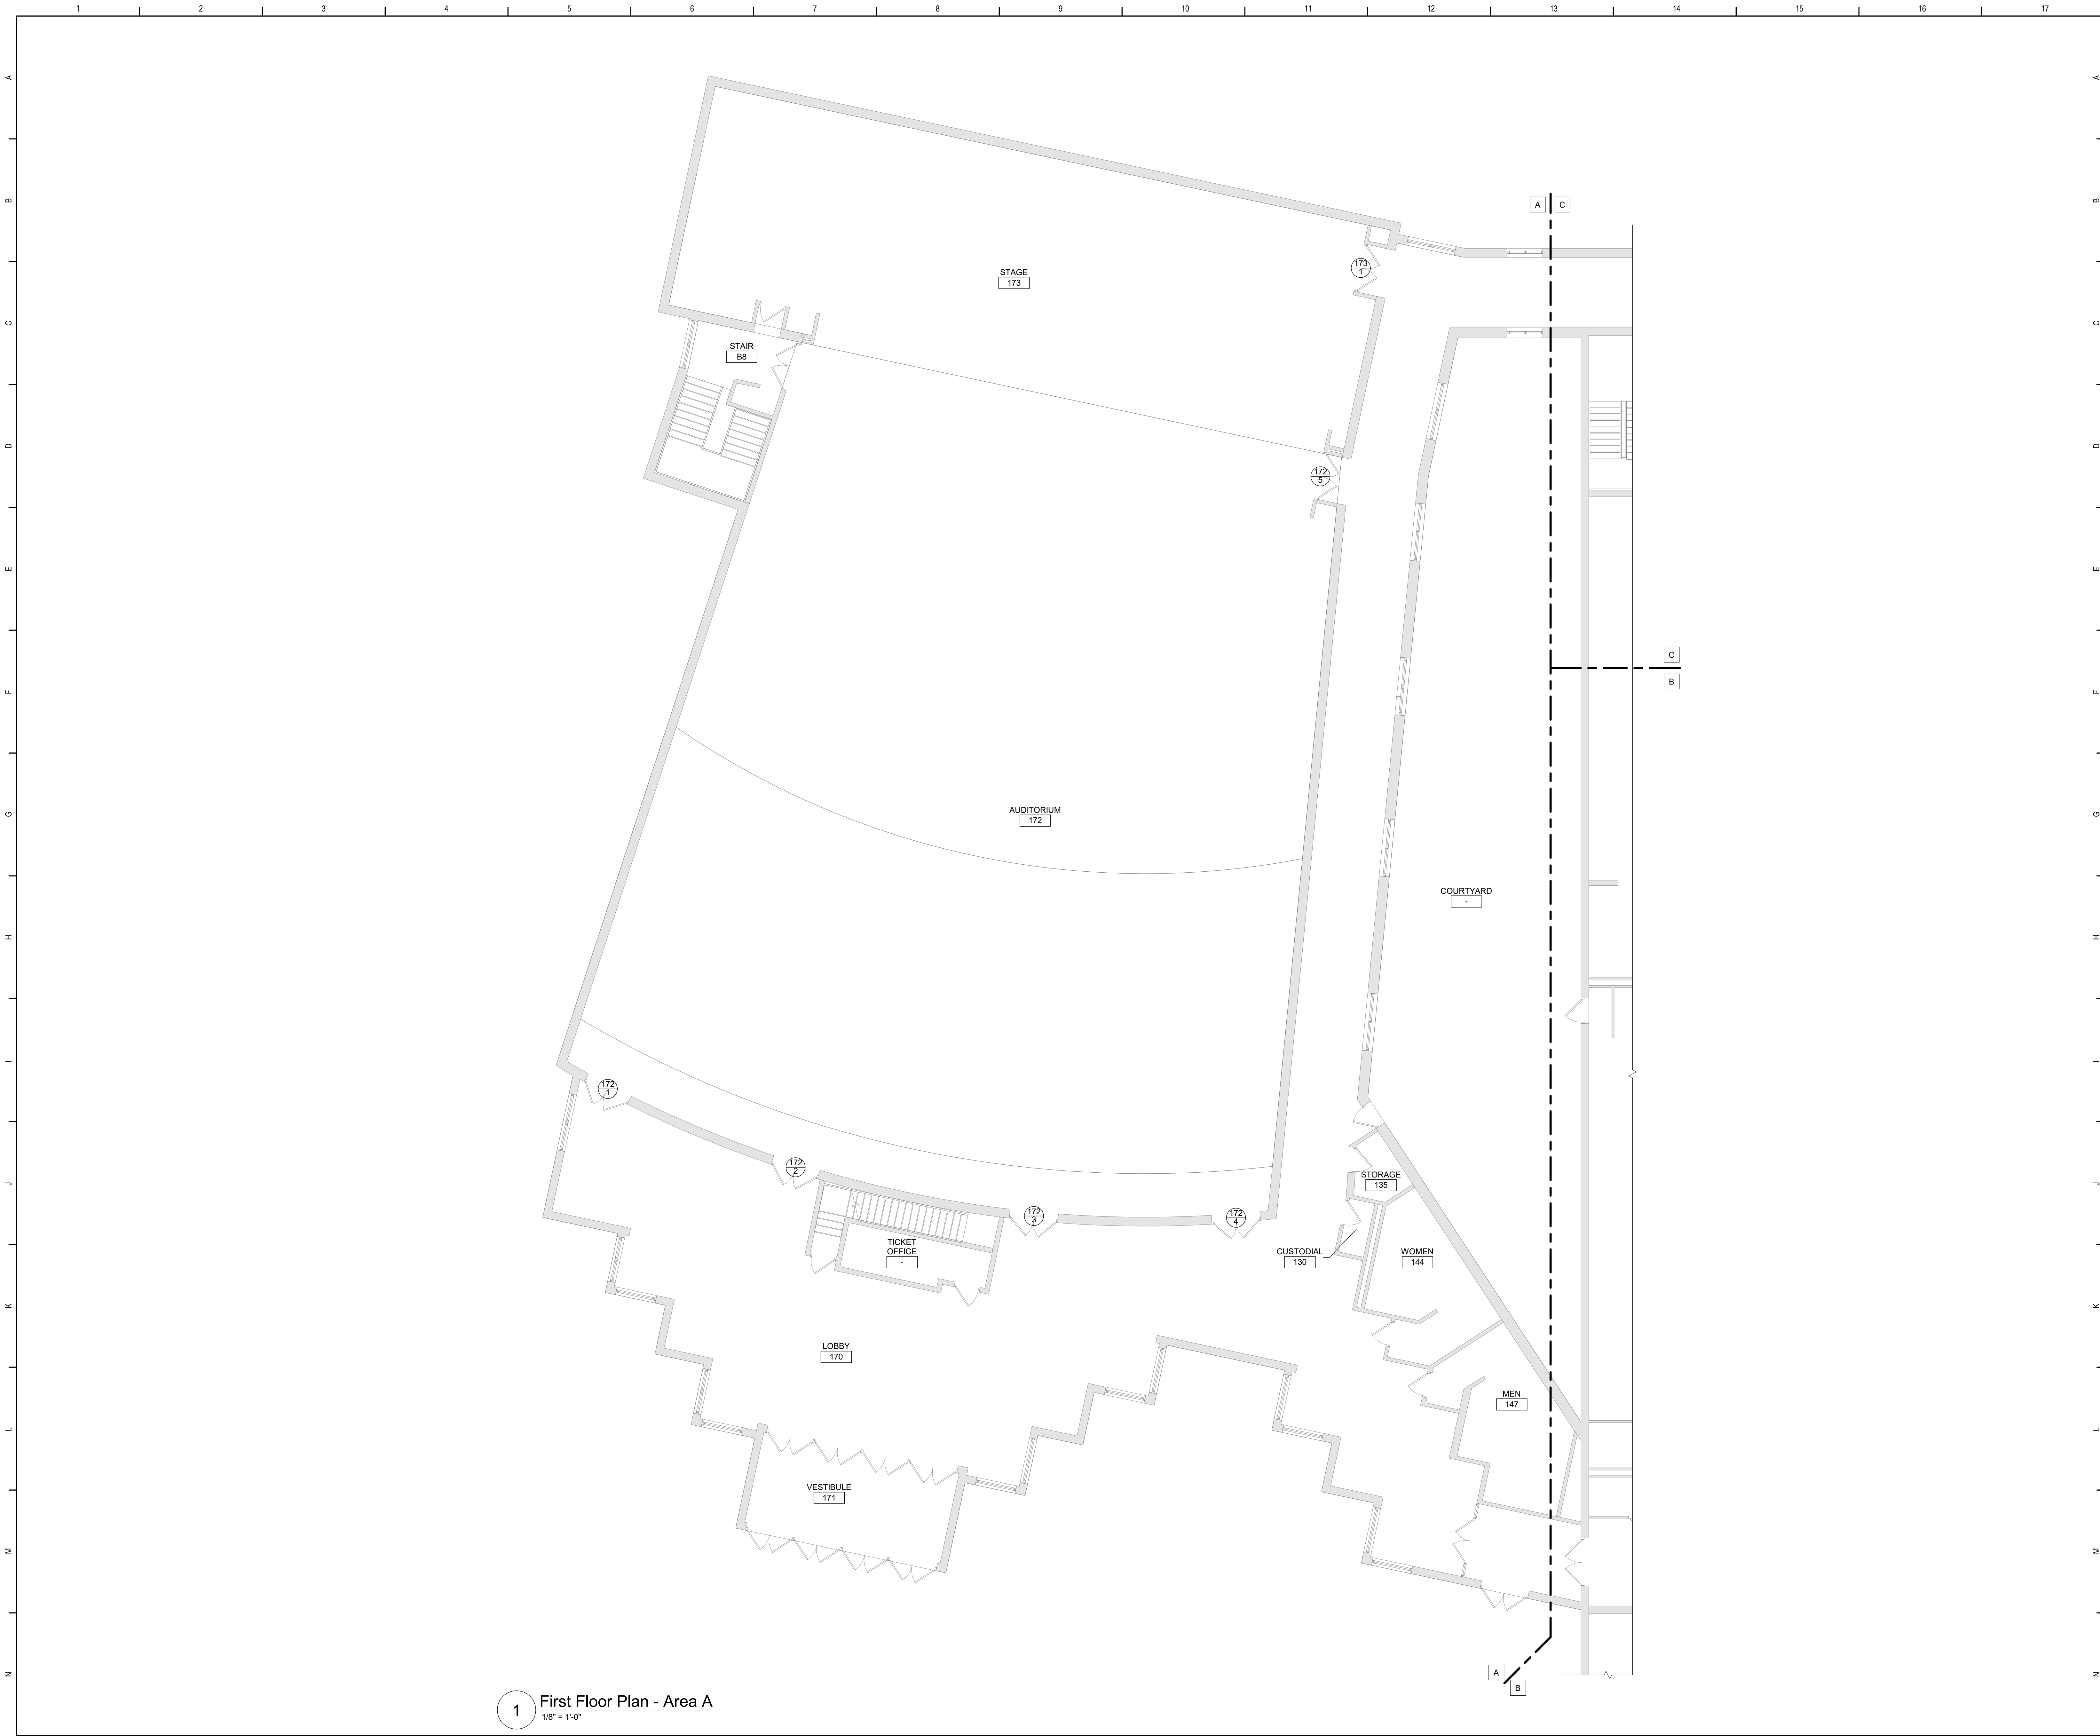 1 2 3 4 5 6 7 8 9 10 11 12 13 14 15 16 17
A A
B B
A C
173
1
STAGE
173
C C
STAIR
B8
D D
172
5
E E
C
B
F F
AUDITORIUM
172
G G
COURTYARD
-
H H
I I
172
1
172
2
STORAGE
135
J J
172
3
172
4
TICKET
OFFICE
-
CUSTODIAL
130
WOMEN
144
K K
LOBBY
170
MEN
147
L L
VESTIBULE
171
M M
A
B
N N
1 First Floor Plan - Area A
1/8" = 1'-0"